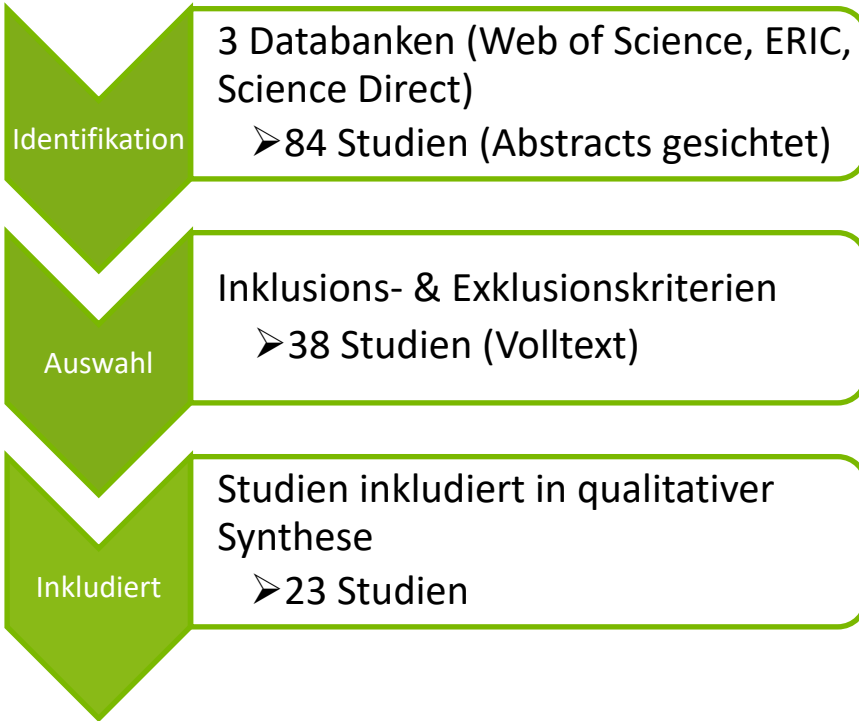 Identifikation
3 Databanken (Web of Science, ERIC,
Science Direct)
➢84 Studien (Abstracts gesichtet)
Auswahl
Inklusions- & Exklusionskriterien
➢38 Studien (Volltext)
Inkludiert
Studien inkludiert in qualitativer
Synthese
➢23 Studien